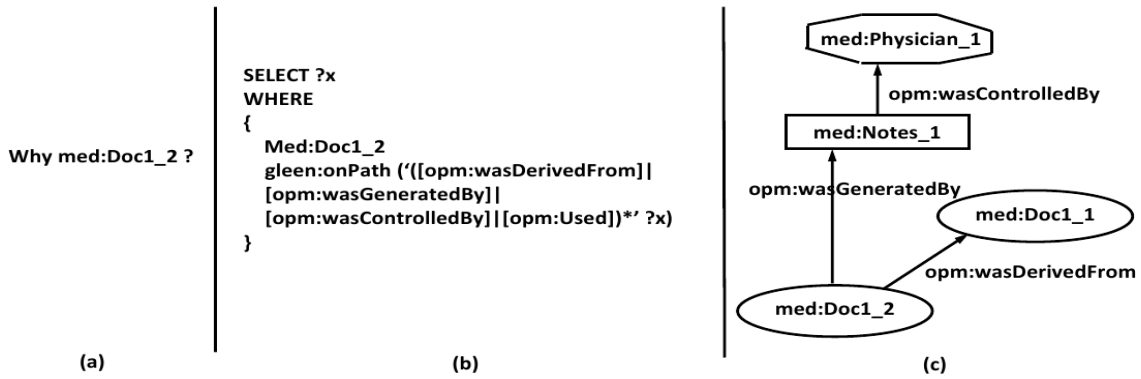 Why med:Doc1_2 ?
(a)
SELECT ?x
WHERE
{
Med:Doc1_2
gleen:onPath (‘([opm:wasDerivedFrom]|
[opm:wasGeneratedBy]|
[opm:wasControlledBy]|[opm:Used])*’ ?x)
}
(b)
med:Physician_1
opm:wasControlledBy
med:Notes_1
opm:wasGeneratedBy
med:Doc1_1
opm:wasDerivedFrom
med:Doc1_2
(c)